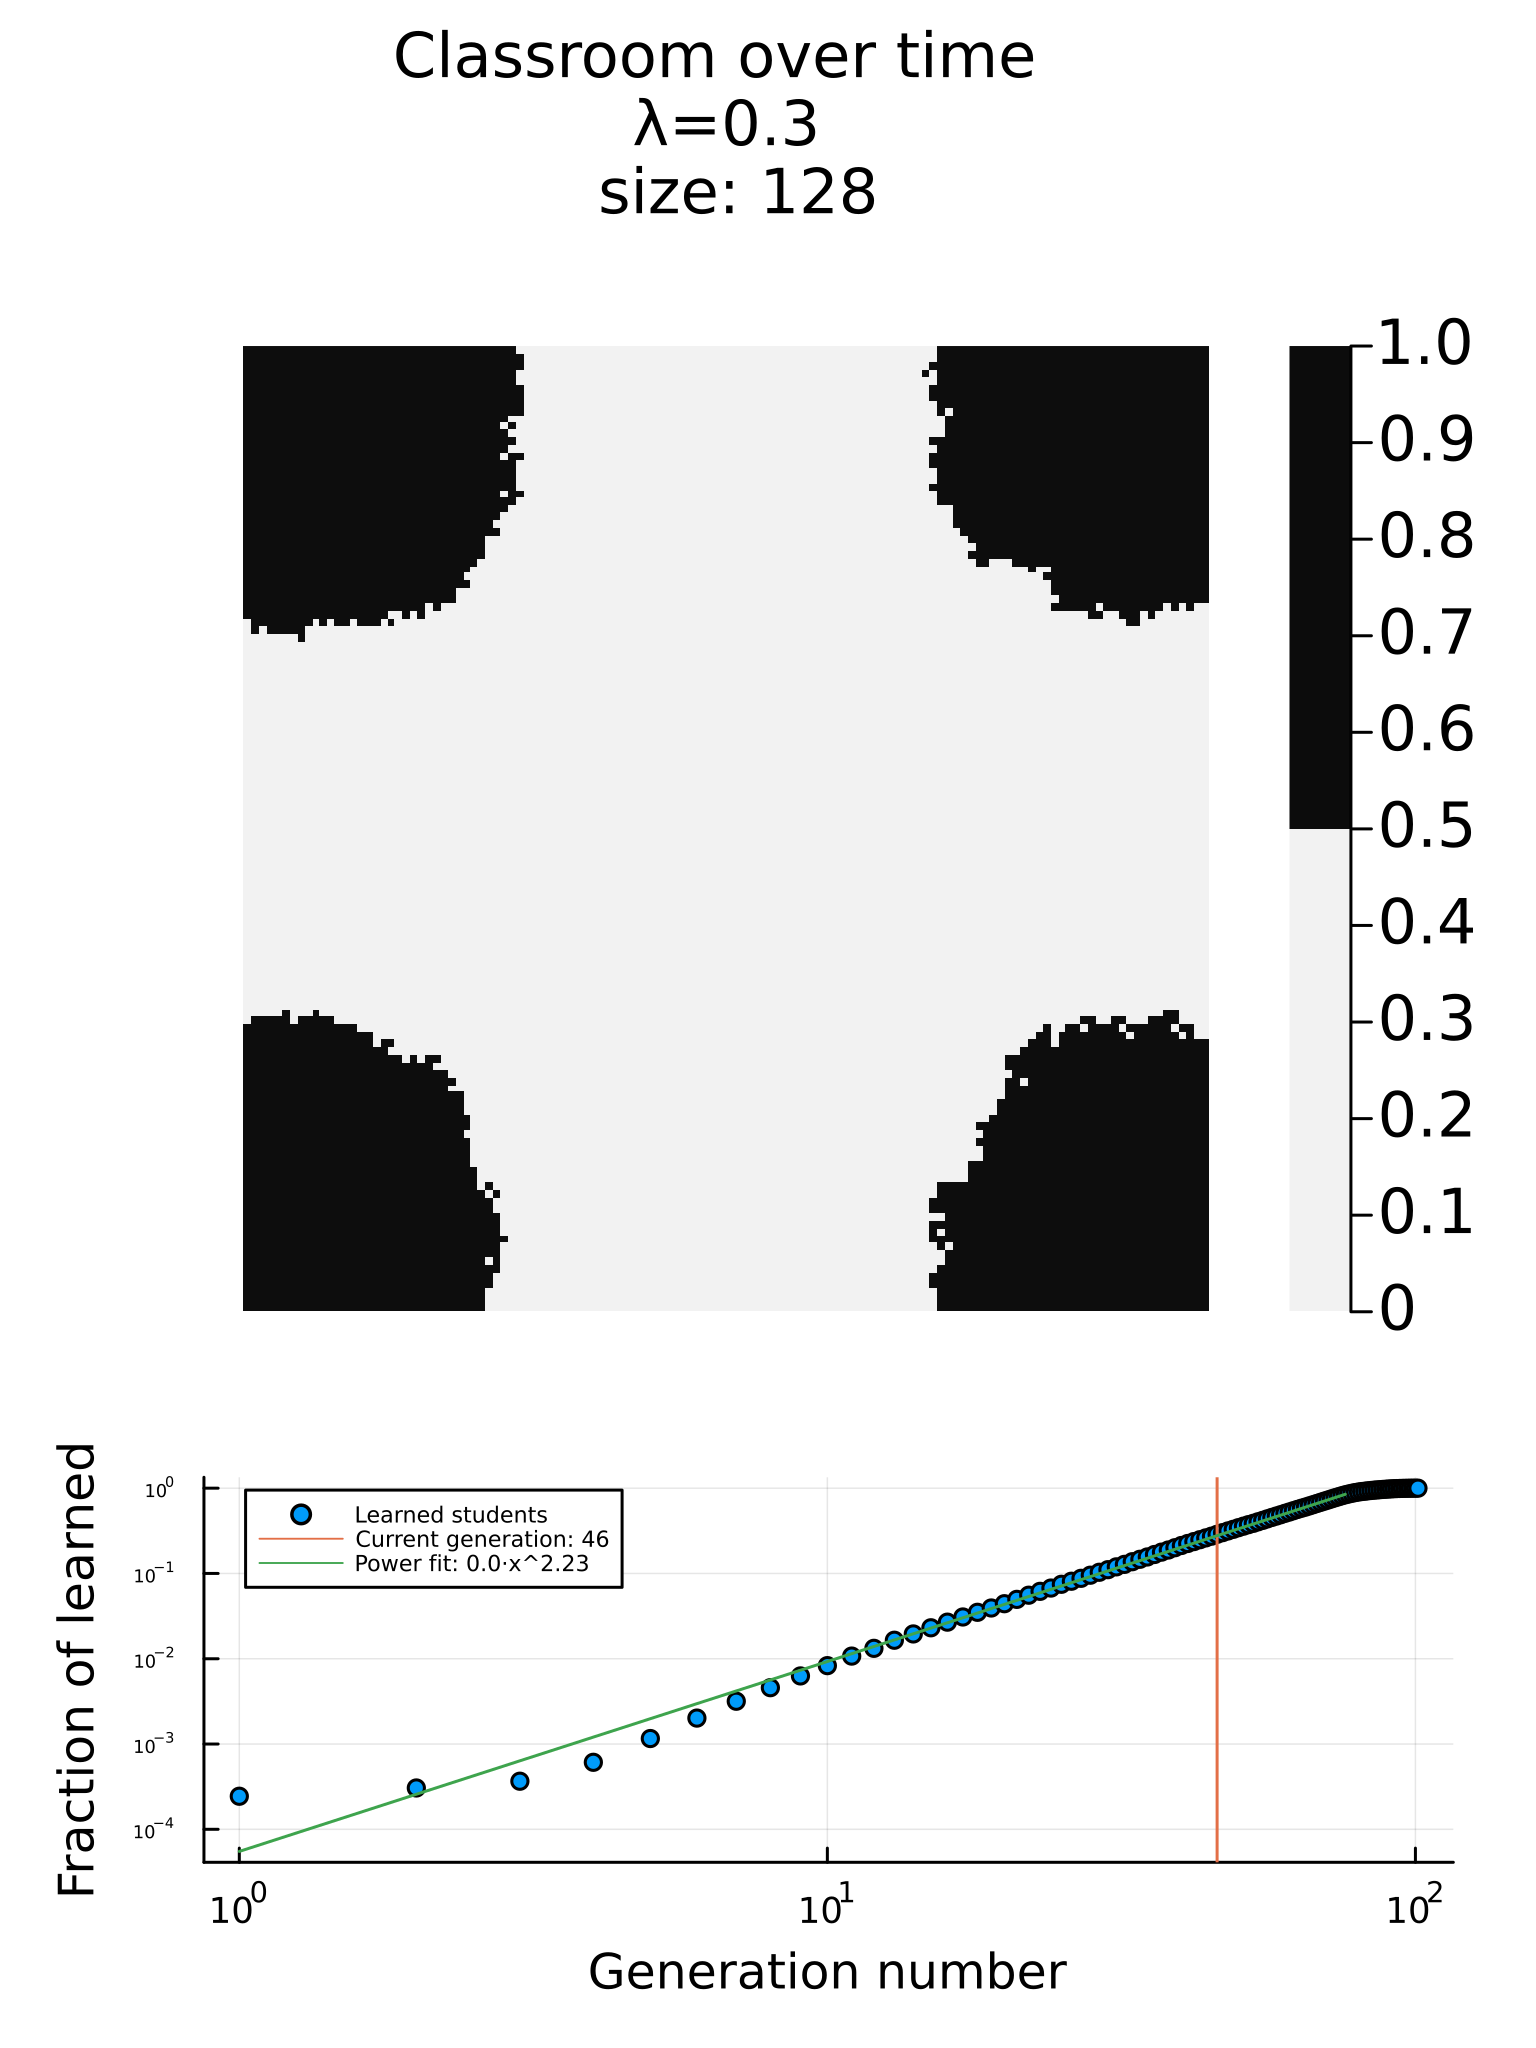 Classroom over time
λ=0.3
size: 128
1.0
0.9
0.8
0.7
0.6
0.5
0.4
0.3
0.2
0.1
0
Fraction of learned
10^0
10^−1
10^−2
10^−3
10^−4
Learned students
Current generation: 46
Power fit: 0.0·x^2.23
10^0 10^1 10^2
Generation number